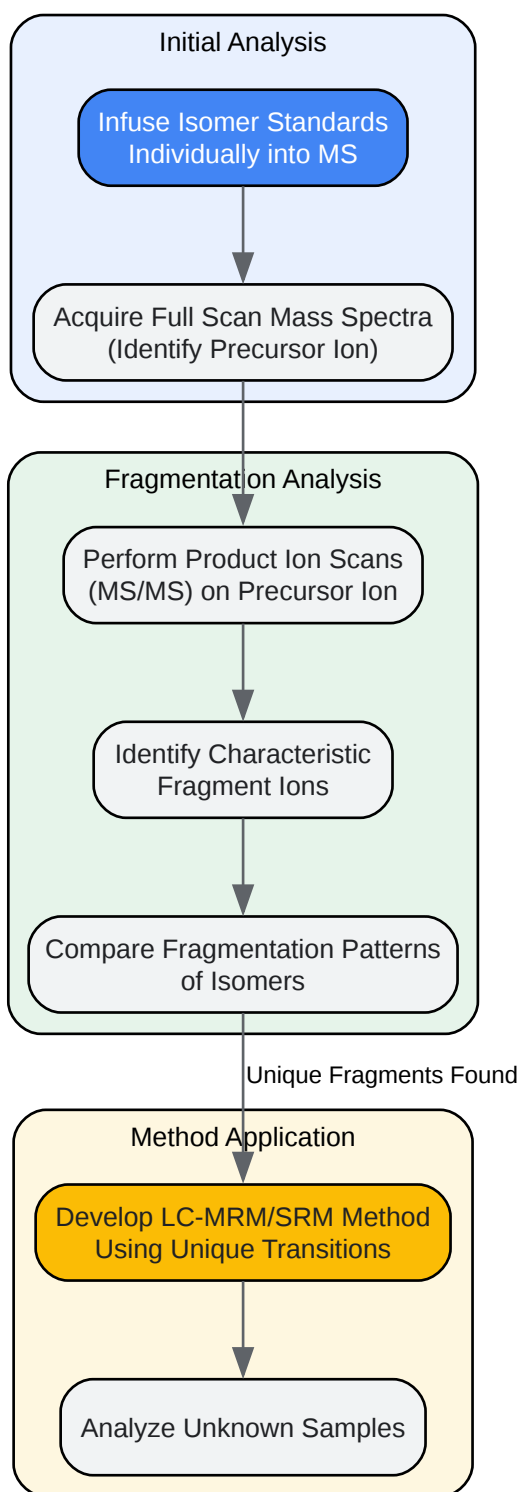 Initial Analysis
Infuse Isomer Standards
Individually into MS
Acquire Full Scan Mass Spectra
(Identify Precursor Ion)
Fragmentation Analysis
Perform Product Ion Scans
(MS/MS) on Precursor Ion
Identify Characteristic
Fragment Ions
Compare Fragmentation Patterns
of Isomers
Unique Fragments Found
Method Application
Develop LC-MRM/SRM Method
Using Unique Transitions
Analyze Unknown Samples